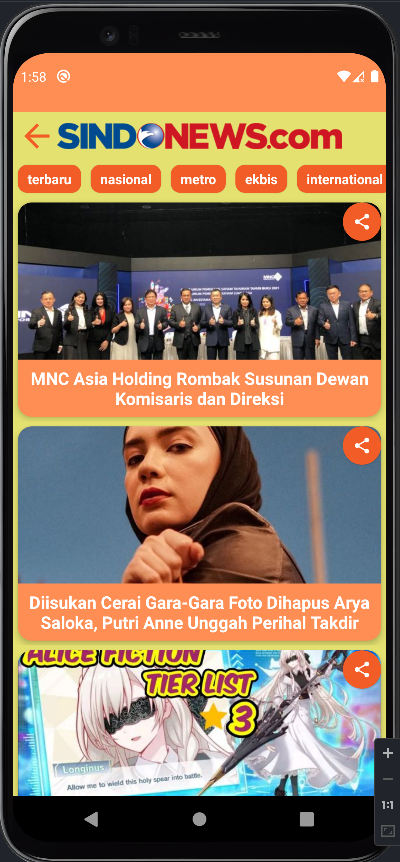 1:58
SINDONEWS.com
terbaru nasional metro ekbis international
MNC Asia Holding Rombak Susunan Dewan
Komisaris dan Direksi
Diisukan Cerai Gara-Gara Foto Dihapus Arya
Saloka, Putri Anne Unggah Perihal Takdir
ALICE FICTION
TIER LIST
3
Longinus
Allow me to wield this holy spear into battle.
1:1